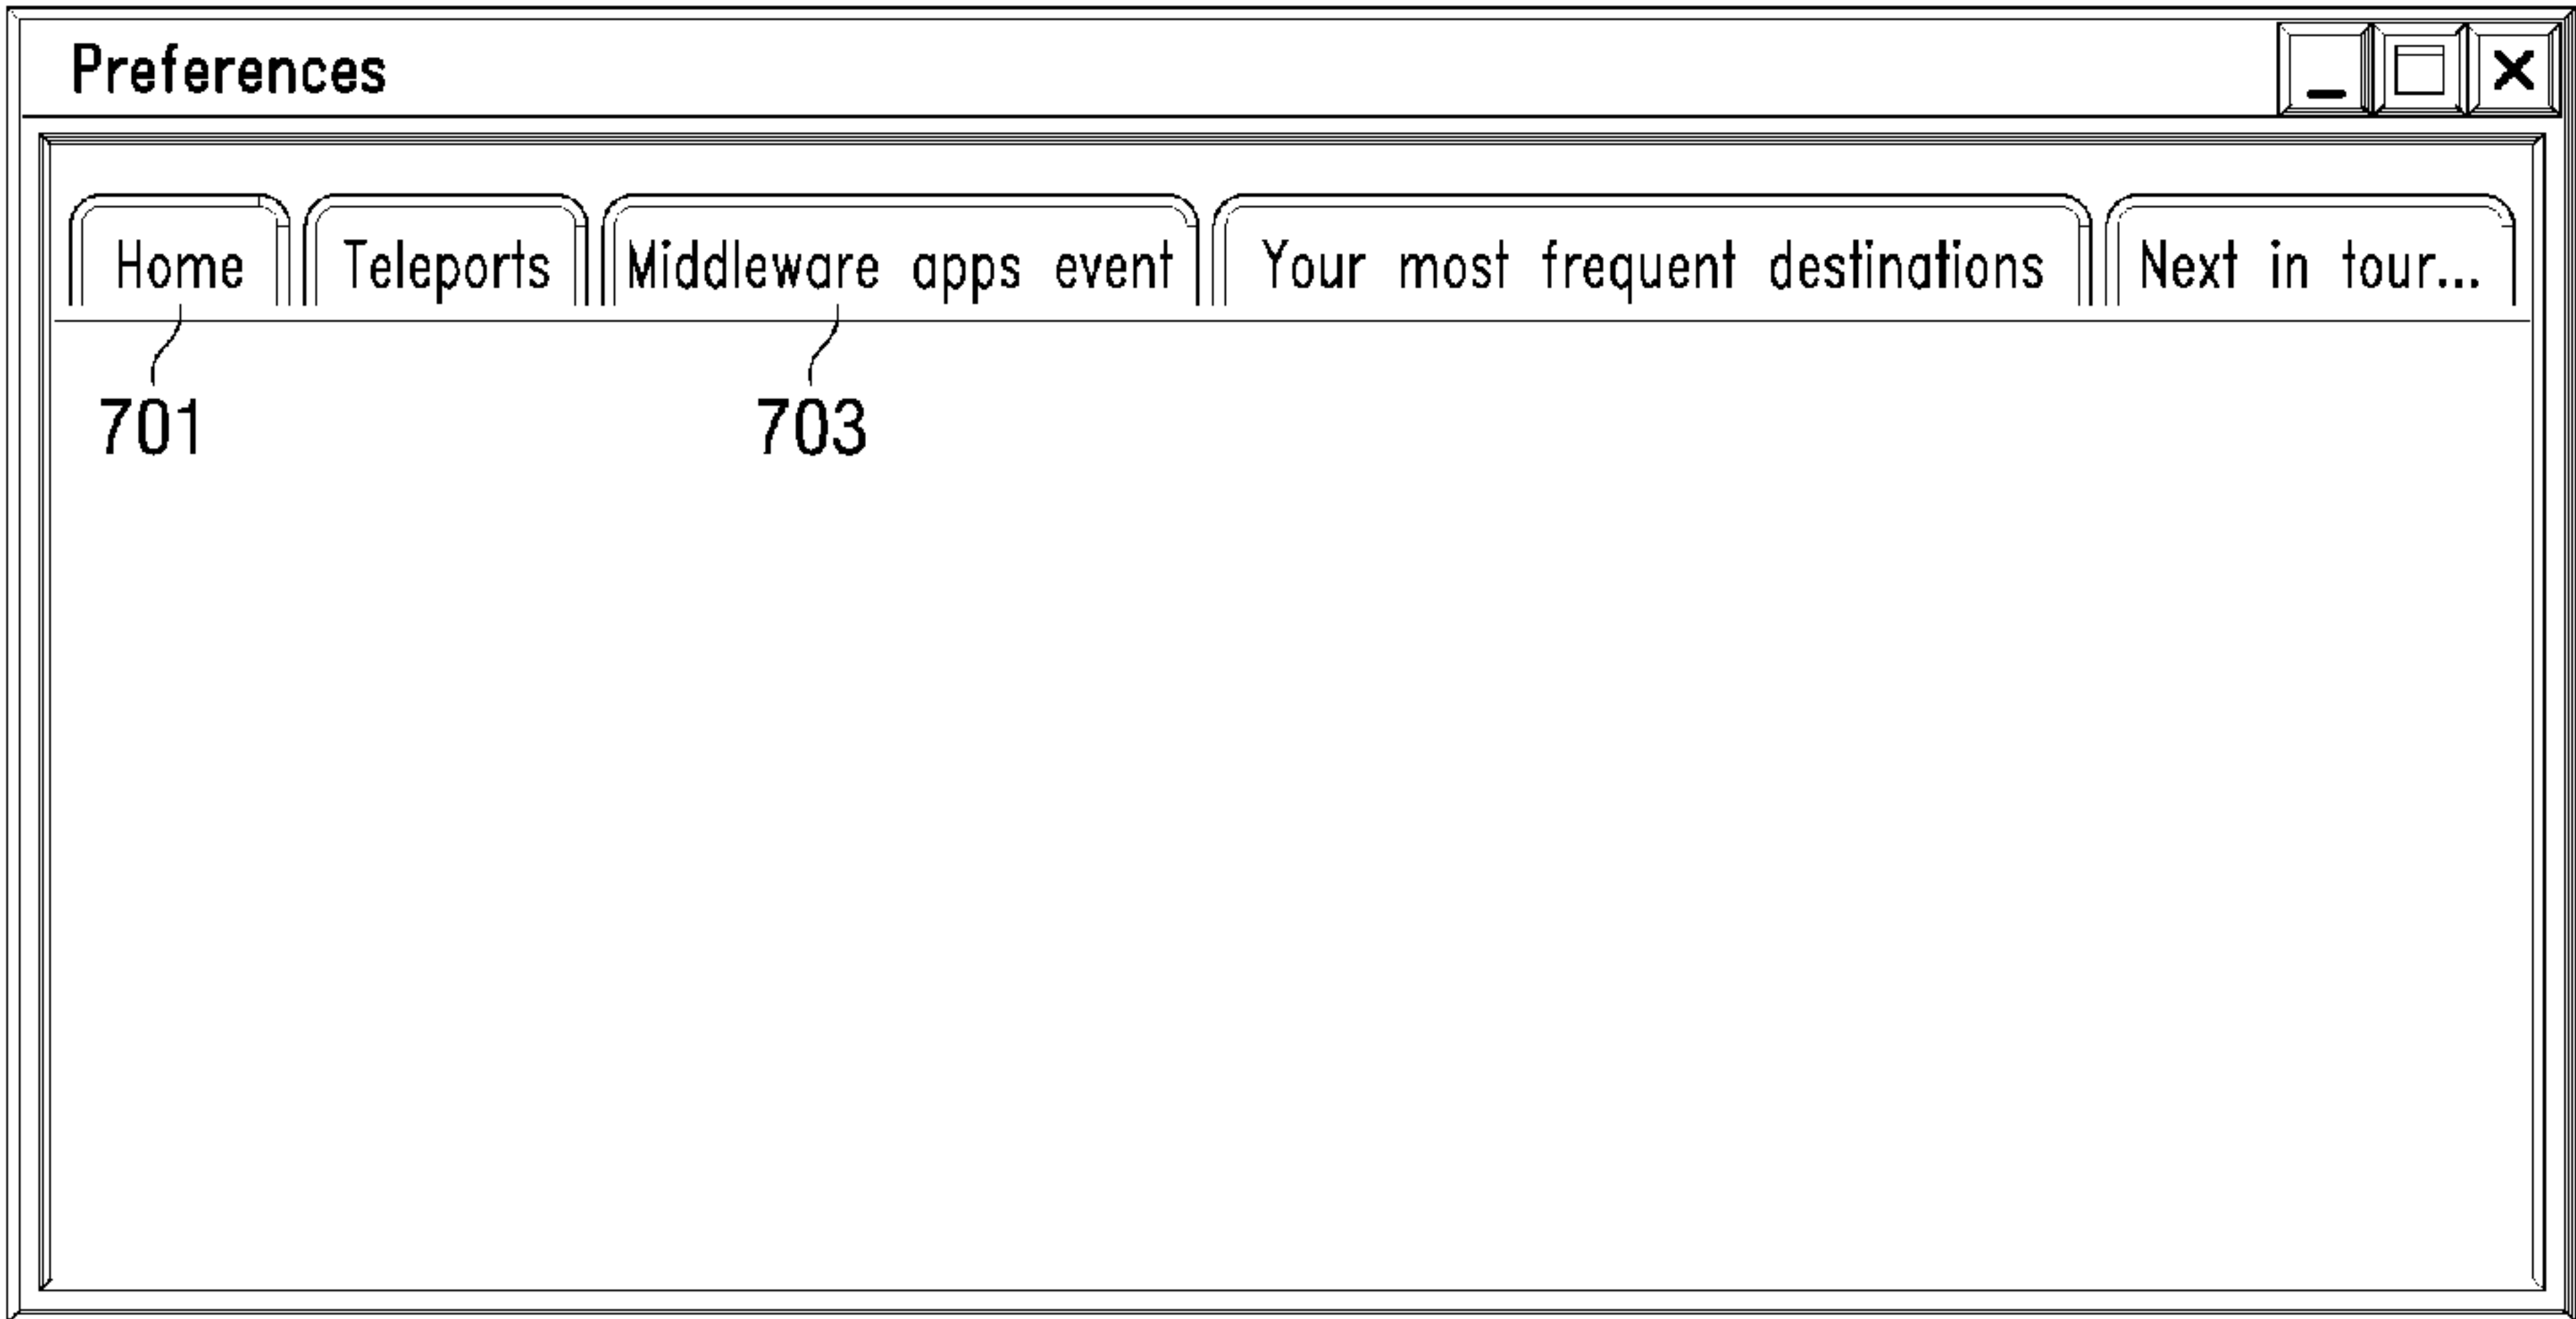 Preferences
Home Teleports Middleware apps event Your most frequent destinations Next in tour...
701 703